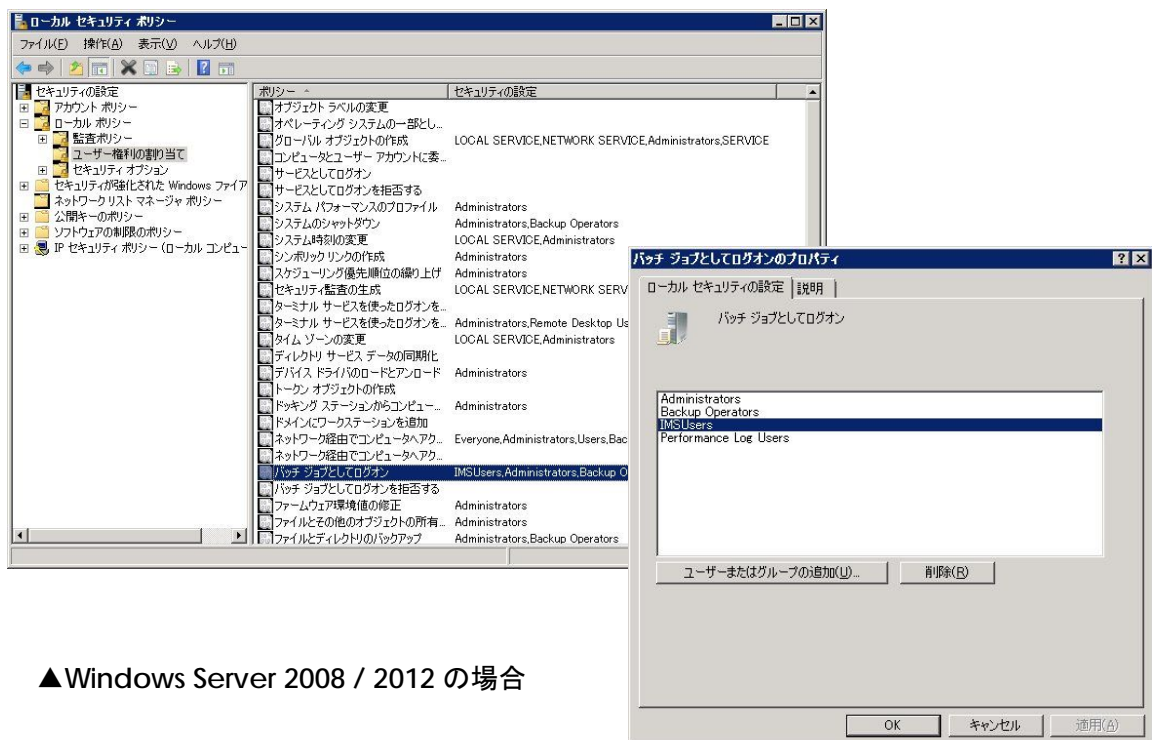 ローカル セキュリティ ポリシー
ファイル(F) 操作(A) 表示(V) ヘルプ(H)
セキュリティの設定
アカウント ポリシー
ローカル ポリシー
監査ポリシー
ユーザー権利の割り当て
セキュリティ オプション
セキュリティが強化された Windows ファイア
ネットワーク リスト マネージャ ポリシー
公開キーのポリシー
ソフトウェアの制限のポリシー
IP セキュリティ ポリシー (ローカル コンピュー
ポリシー セキュリティの設定
オブジェクト ラベルの変更
オペレーティング システムの一部とし...
グローバル オブジェクトの作成 LOCAL SERVICE,NETWORK SERVICE,Administrators,SERVICE
コンピュータとユーザー アカウントに委...
サービスとしてログオン
サービスとしてログオンを拒否する
システム パフォーマンスのプロファイル Administrators
システムのシャットダウン Administrators,Backup Operators
システム時刻の変更 LOCAL SERVICE,Administrators
シンボリック リンクの作成 Administrators
スケジューリング優先順位の繰り上げ Administrators
セキュリティ監査の生成 LOCAL SERVICE,NETWORK SERV
ターミナル サービスを使ったログオンを...
ターミナル サービスを使ったログオンを... Administrators,Remote Desktop Us
タイム ゾーンの変更 LOCAL SERVICE,Administrators
ディレクトリ サービス データの同期化
デバイス ドライバのロードとアンロード Administrators
トークン オブジェクトの作成
ドッキング ステーションからコンピュー... Administrators
ドメインにワークステーションを追加
ネットワーク経由でコンピュータへアク... Everyone,Administrators,Users,Bac
ネットワーク経由でコンピュータへアク...
バッチ ジョブとしてログオン IMSUsers,Administrators,Backup O
バッチ ジョブとしてログオンを拒否する
ファームウェア環境値の修正 Administrators
ファイルとその他のオブジェクトの所有... Administrators
ファイルとディレクトリのバックアップ Administrators,Backup Operators
バッチ ジョブとしてログオンのプロパティ
ローカル セキュリティの設定 説明
バッチ ジョブとしてログオン
Administrators
Backup Operators
IMSUsers
Performance Log Users
ユーザーまたはグループの追加(U)... 削除(R)
OK キャンセル 適用(A)
▲Windows Server 2008 / 2012 の場合